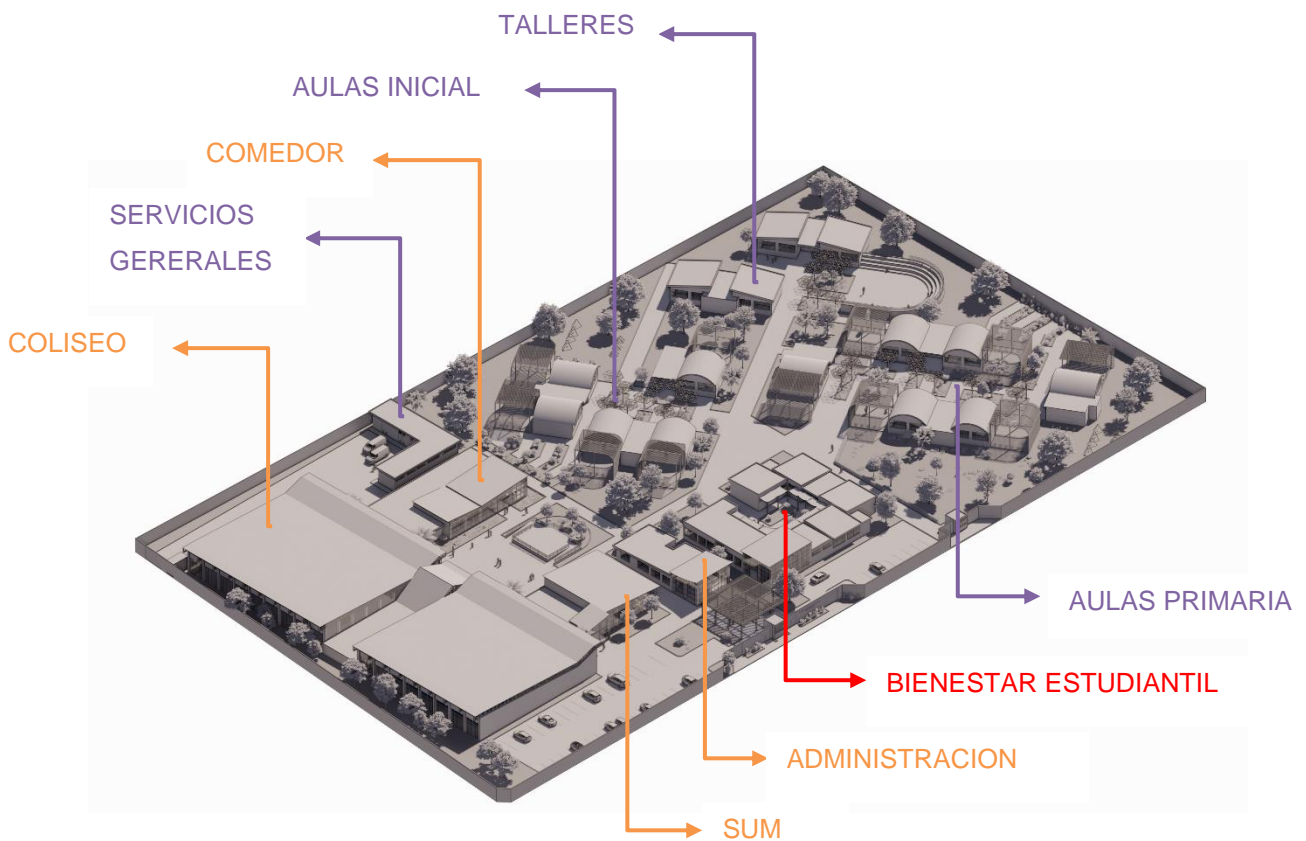 TALLERES
AULAS INICIAL
COMEDOR
SERVICIOS
GERERALES
COLISEO
AULAS PRIMARIA
BIENESTAR ESTUDIANTIL
ADMINISTRACION
SUM